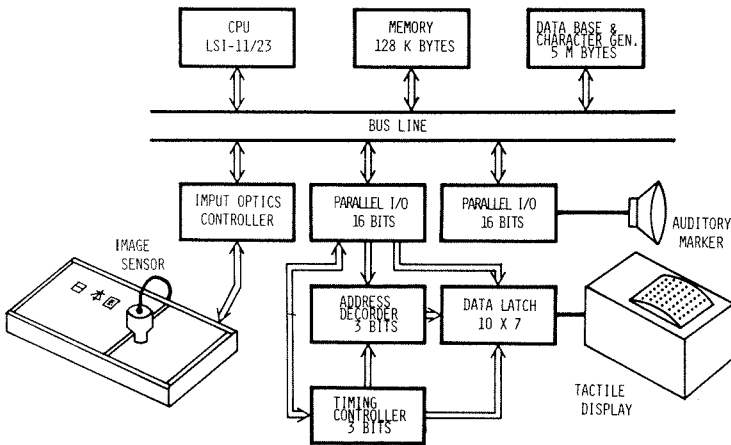 CPU
LSI-11/23
MEMORY
128 K BYTES
DATA BASE &
CHARACTER GEN.
5 M BYTES
BUS LINE
IMPUT OPTICS
CONTROLLER
PARALLEL I/O
16 BITS
PARALLEL I/O
16 BITS
AUDITORY
MARKER
IMAGE
SENSOR
日本国
ADDRESS
DECORDER
3 BITS
DATA LATCH
10 X 7
TIMING
CONTROLLER
3 BITS
TACTILE
DISPLAY